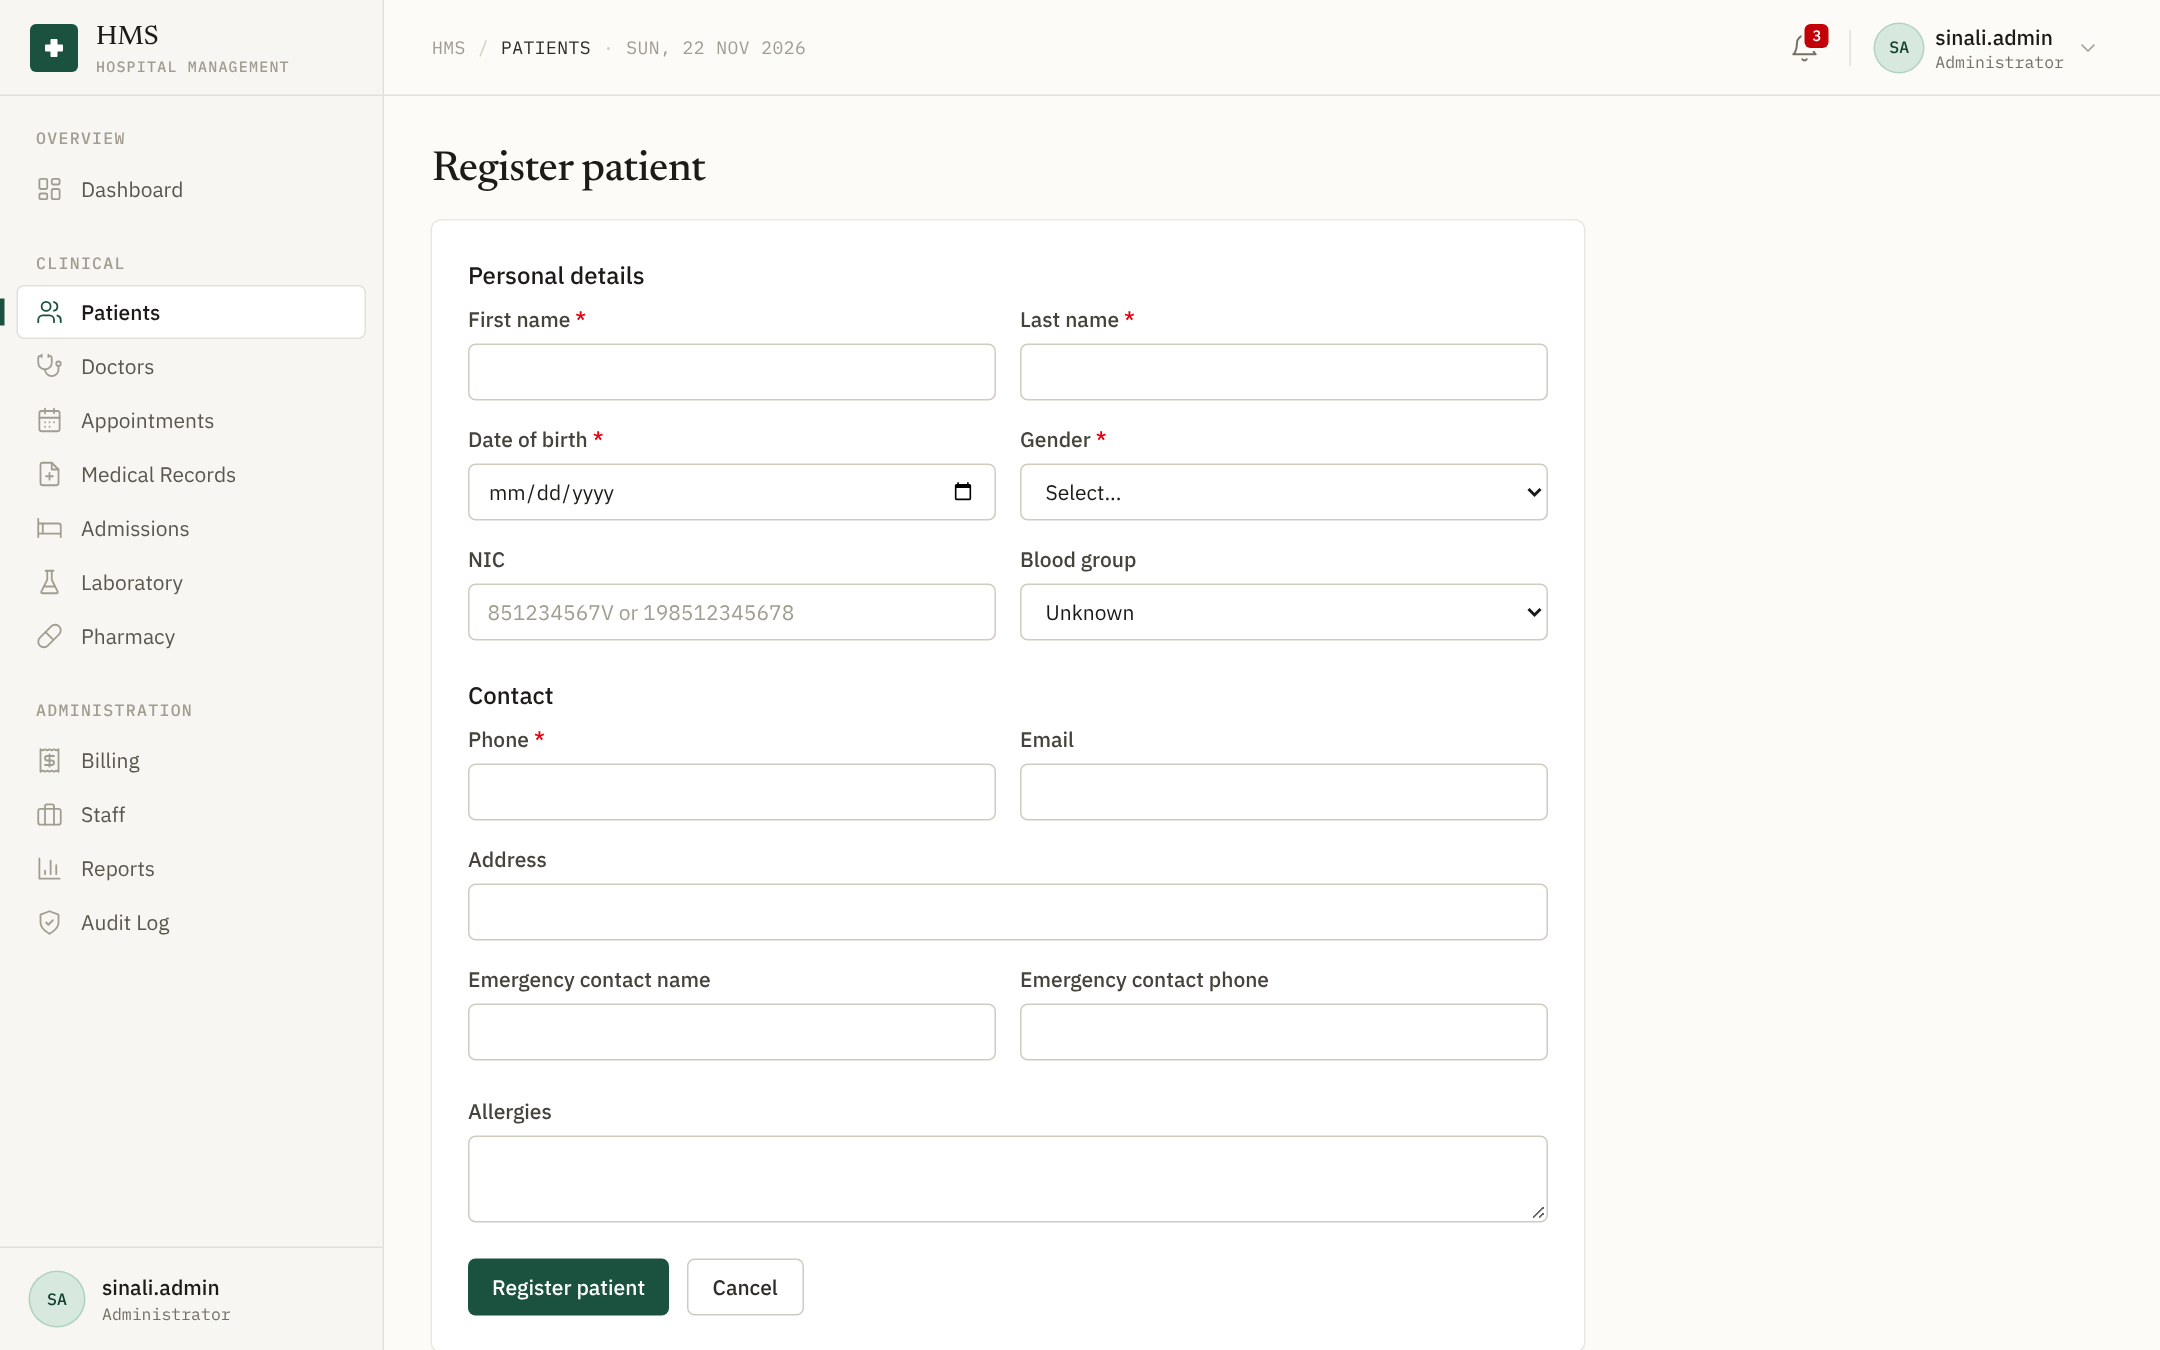 HMS
HOSPITAL MANAGEMENT
HMS / PATIENTS · SUN, 22 NOV 2026
3
SA
sinali.admin
Administrator
OVERVIEW
Dashboard
CLINICAL
Patients
Doctors
Appointments
Medical Records
Admissions
Laboratory
Pharmacy
ADMINISTRATION
Billing
Staff
Reports
Audit Log
SA
sinali.admin
Administrator
Register patient
Personal details
First name *
Last name *
Date of birth *
mm/dd/yyyy
Gender *
Select...
NIC
851234567V or 198512345678
Blood group
Unknown
Contact
Phone *
Email
Address
Emergency contact name
Emergency contact phone
Allergies
Register patient
Cancel